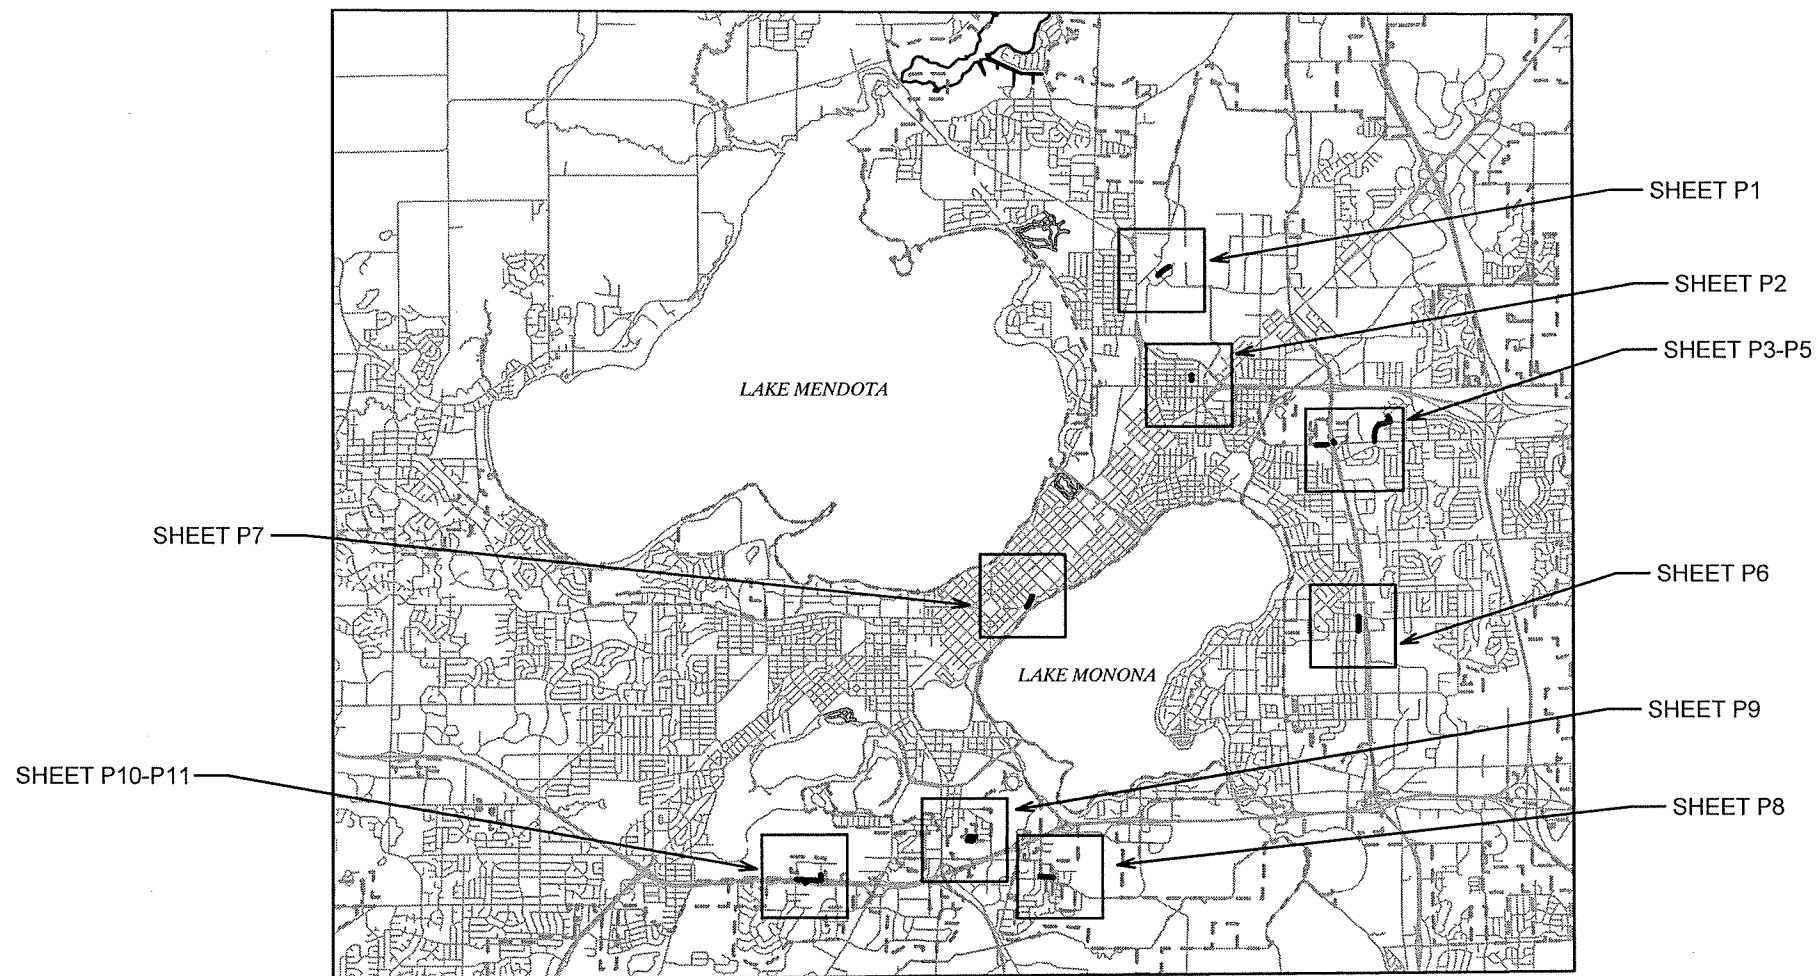 SHEET P1
SHEET P2
SHEET P3-P5
LAKE MENDOTA
SHEET P7
SHEET P6
LAKE MONONA
SHEET P9
SHEET P10-P11
SHEET P8